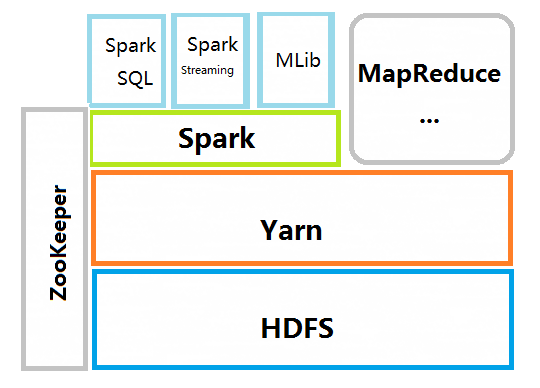 Spark
SQL
Spark
Streaming
MLib
MapReduce
...
Spark
ZooKeeper
Yarn
HDFS